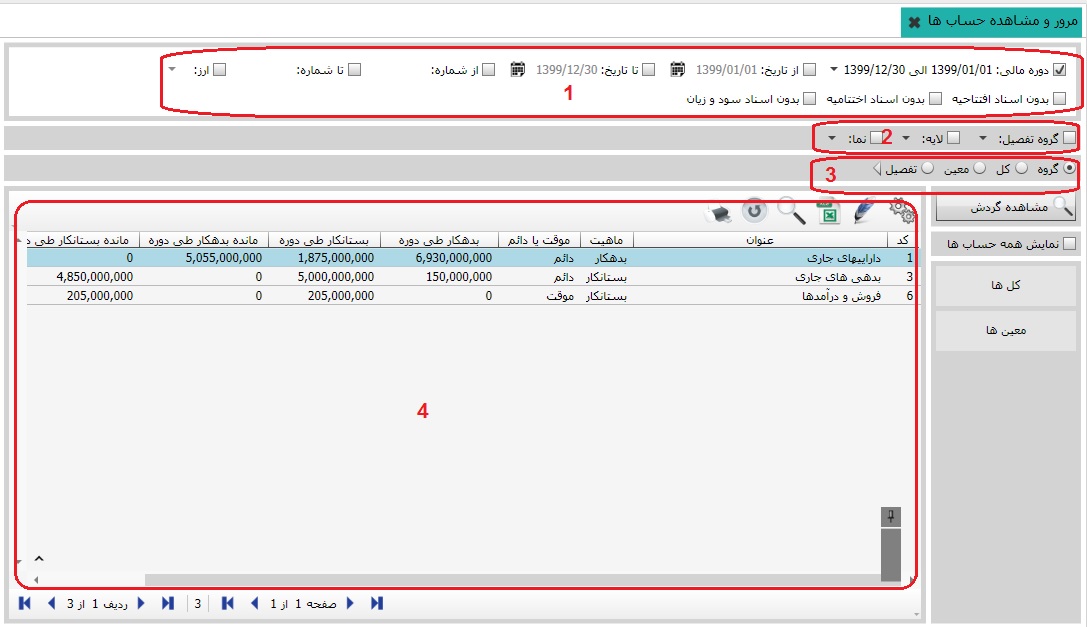 مرور و مشاهده حساب ها
دوره مالی: 1399/01/01 الی 1399/12/30 از تاریخ: 1399/01/01 تا تاریخ: 1399/12/30 از شماره: تا شماره: ارز:
1
بدون اسناد افتتاحیه بدون اسناد اختتامیه بدون اسناد سود و زیان
گروه تفصیل: لایه: 2 نما:
گروه کل معین تفصیل 3
مشاهده گردش
نمایش همه حساب ها
کل ها
معین ها
کد عنوان ماهیت موقت یا دائم بدهکار طی دوره بستانکار طی دوره مانده بدهکار طی دوره مانده بستانکار طی د
1 داراییهای جاری بدهکار دائم 6,930,000,000 1,875,000,000 5,055,000,000 0
3 بدهی های جاری بستانکار دائم 150,000,000 5,000,000,000 0 4,850,000,000
6 فروش و درآمدها بستانکار موقت 0 205,000,000 0 205,000,000
4
صفحه 1 از 1 3 ردیف 1 از 3